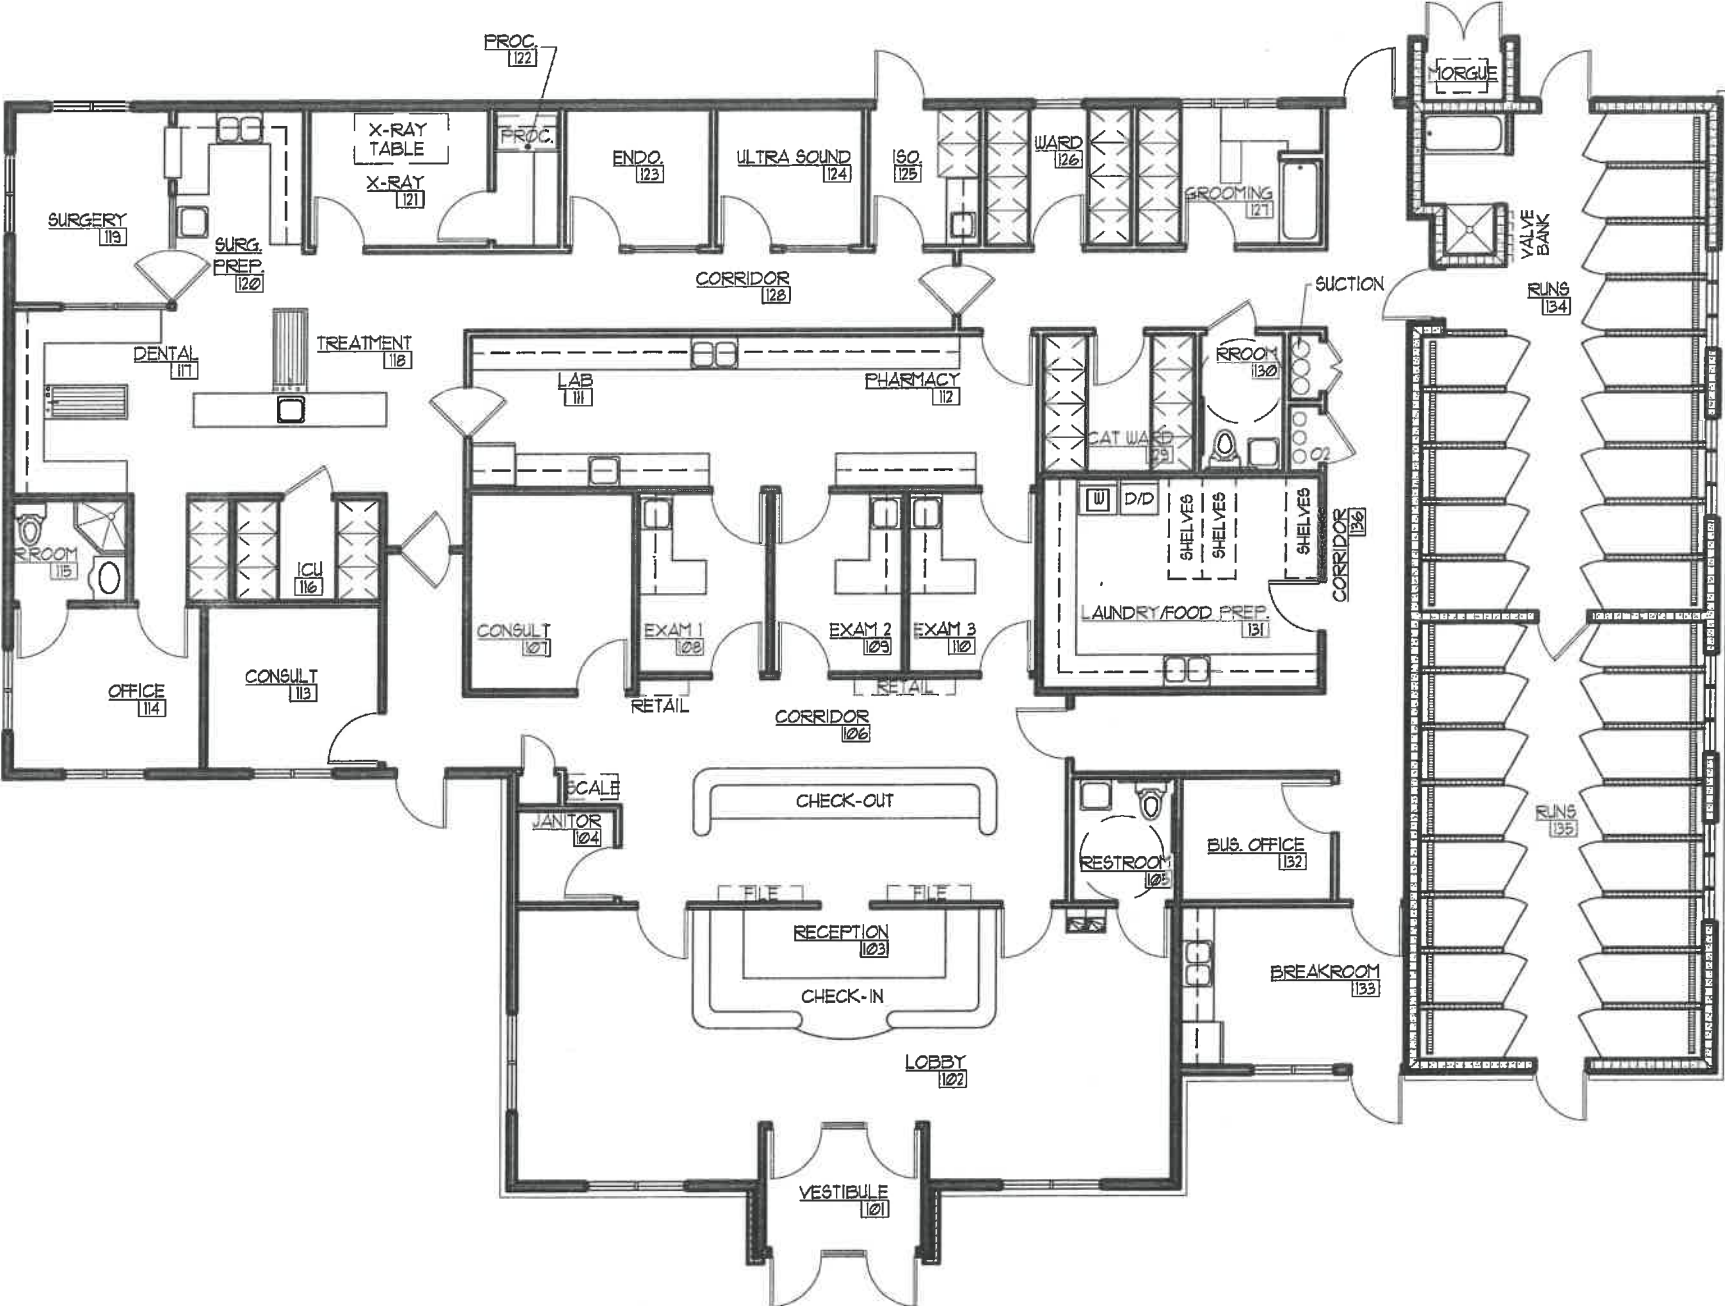 PROC.
122
MORGUE
X-RAY
TABLE
X-RAY
121
PROC.
ENDO.
123
ULTRA SOUND
124
ISO.
125
WARD
126
GROOMING
127
VALVE
BANK
SURGERY
119
SURG.
PREP.
120
CORRIDOR
128
SUCTION
RUNS
134
DENTAL
117
TREATMENT
118
LAB
111
PHARMACY
112
RROOM
130
CAT WARD
129
O2
RROOM
115
ICU
116
W
D/D
SHELVES
SHELVES
SHELVES
CORRIDOR
136
CONSULT
107
EXAM 1
108
EXAM 2
109
EXAM 3
110
LAUNDRY/FOOD PREP.
131
OFFICE
114
CONSULT
113
RETAIL
RETAIL
CORRIDOR
106
SCALE
JANITOR
104
CHECK-OUT
RESTROOM
105
BUS. OFFICE
132
RUNS
135
FILE
FILE
RECEPTION
103
CHECK-IN
BREAKROOM
133
LOBBY
102
VESTIBULE
101